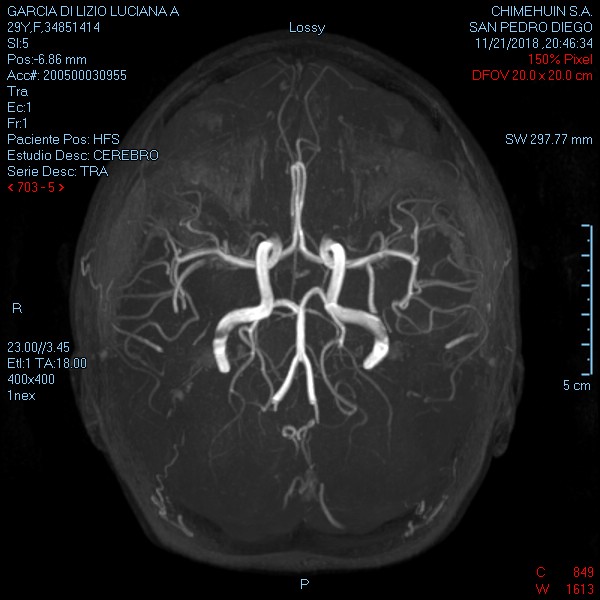 GARCIA DI LIZIO LUCIANA A
29Y,F,34851414
Sl:5
Pos:-6.86 mm
Acc#: 200500030955
Tra
Ec:1
Fr:1
Paciente Pos: HFS
Estudio Desc: CEREBRO
Serie Desc: TRA
< 703 - 5 >
Lossy
CHIMEHUIN S.A.
SAN PEDRO DIEGO
11/21/2018 ,20:46:34
150% Pixel
DFOV 20.0 x 20.0 cm
SW 297.77 mm
R
23.00//3.45
Etl:1 TA:18.00
400x400
1nex
5 cm
P
C 849
W 1613